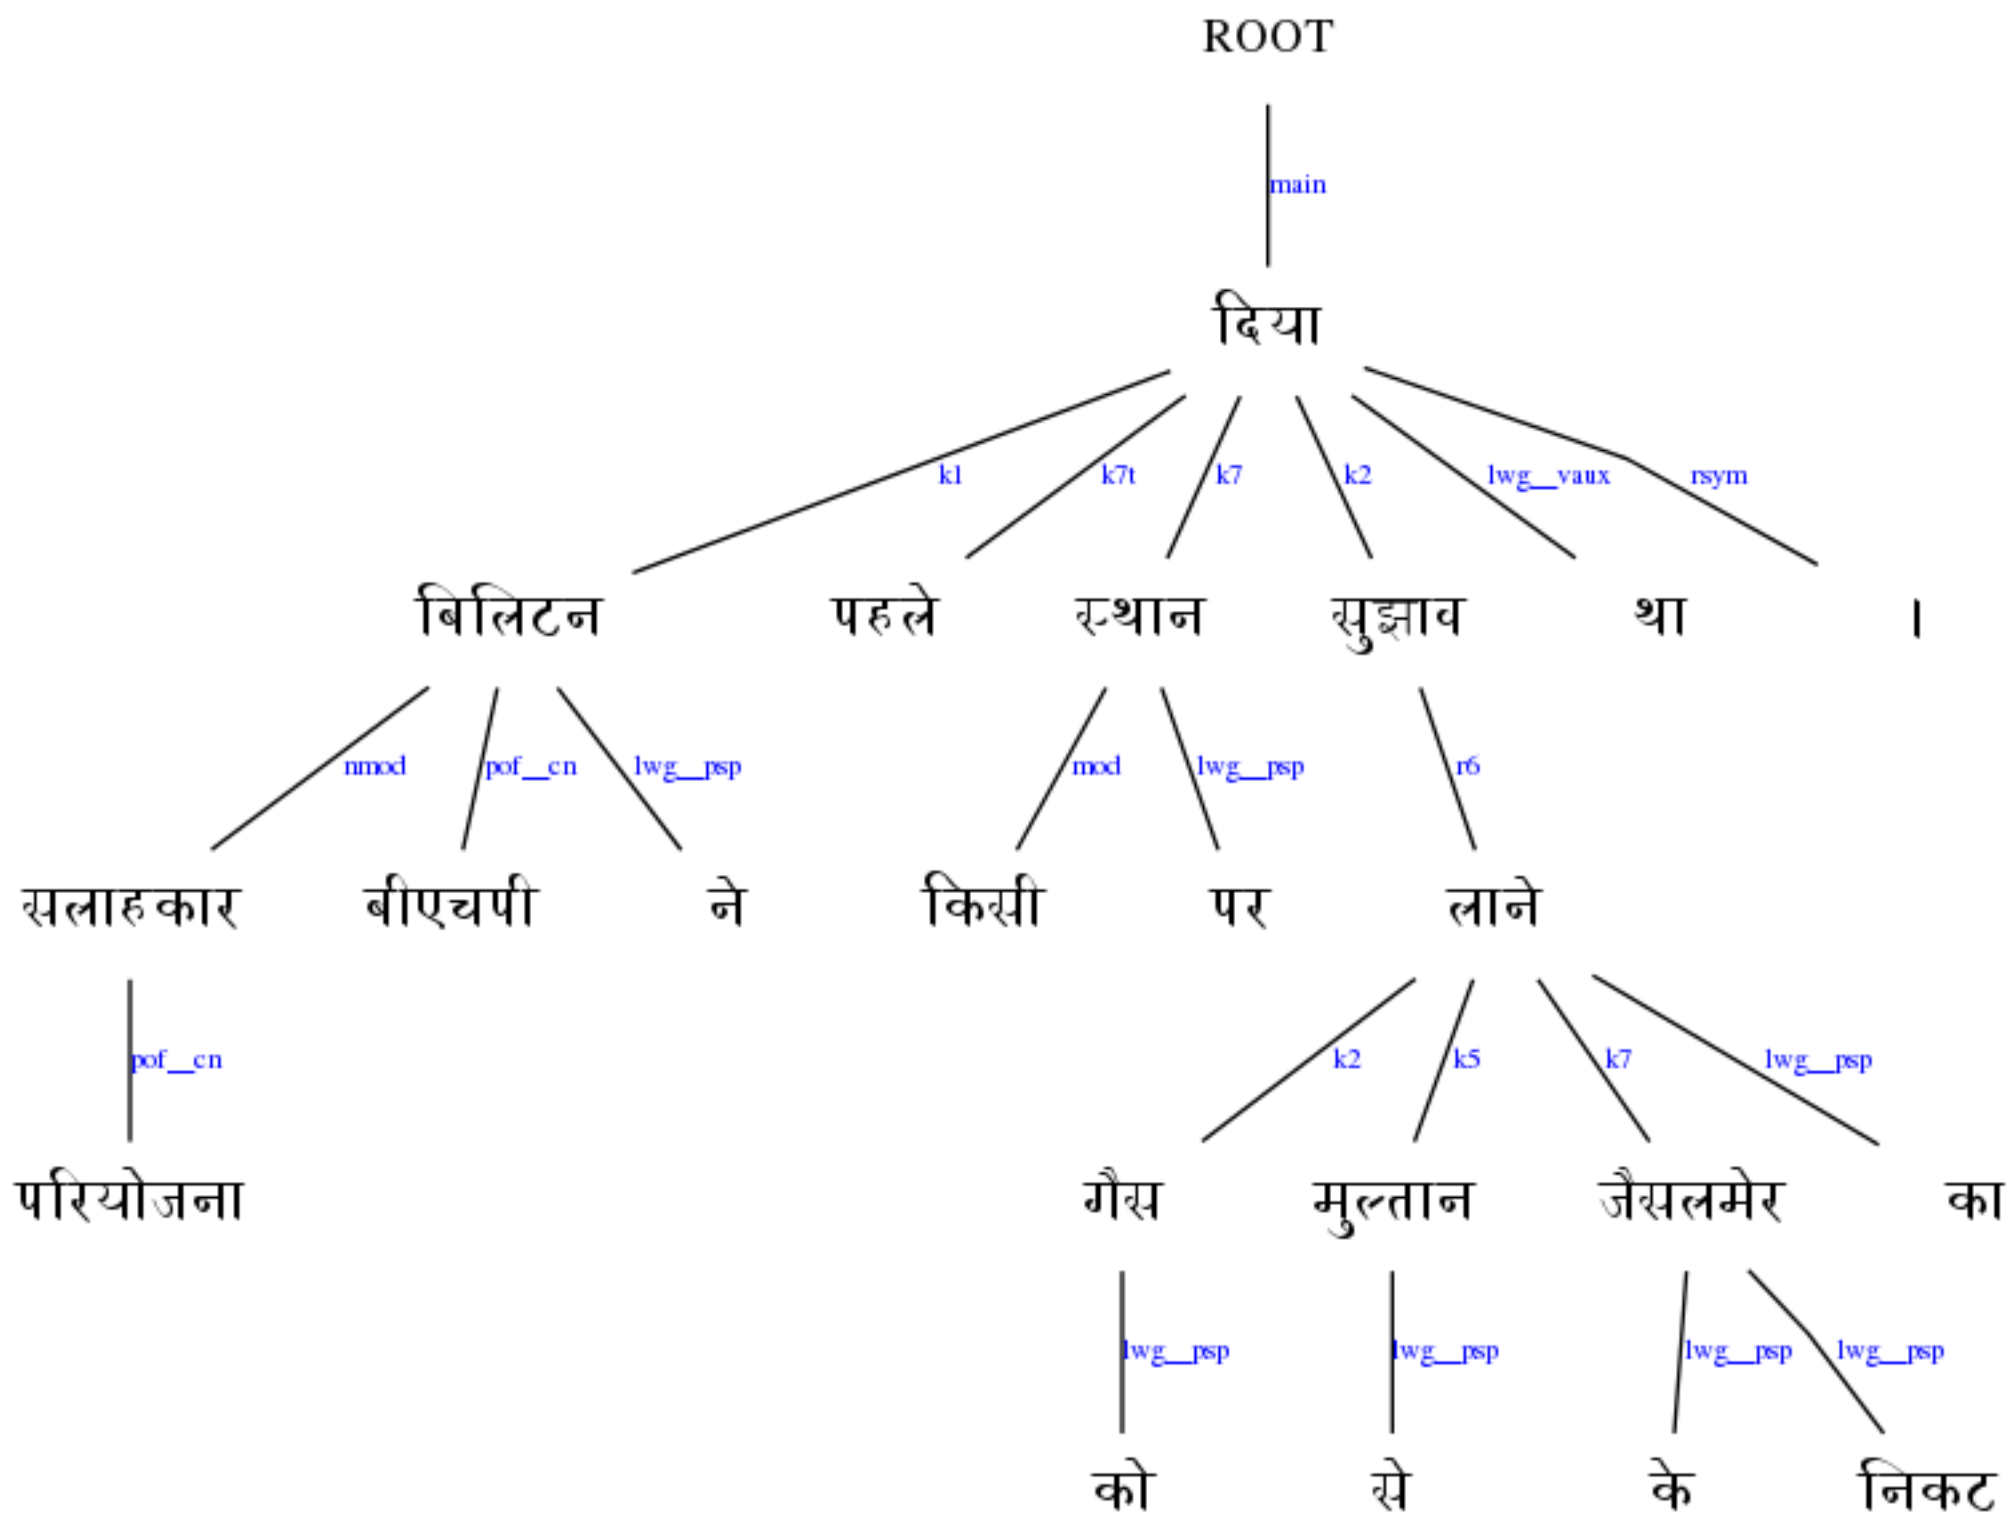 ROOT
main
दिया
k1 k7t k7 k2 lwg__vaux rsym
बिलिटन पहले स्थान सुझाव था ।
nmod pof__cn lwg__psp mod lwg__psp r6
सलाहकार बीएचपी ने किसी पर लाने
pof__cn k2 k5 k7 lwg__psp
परियोजना गैस मुल्तान जैसलमेर का
lwg__psp lwg__psp lwg__psp lwg__psp
को से के निकट